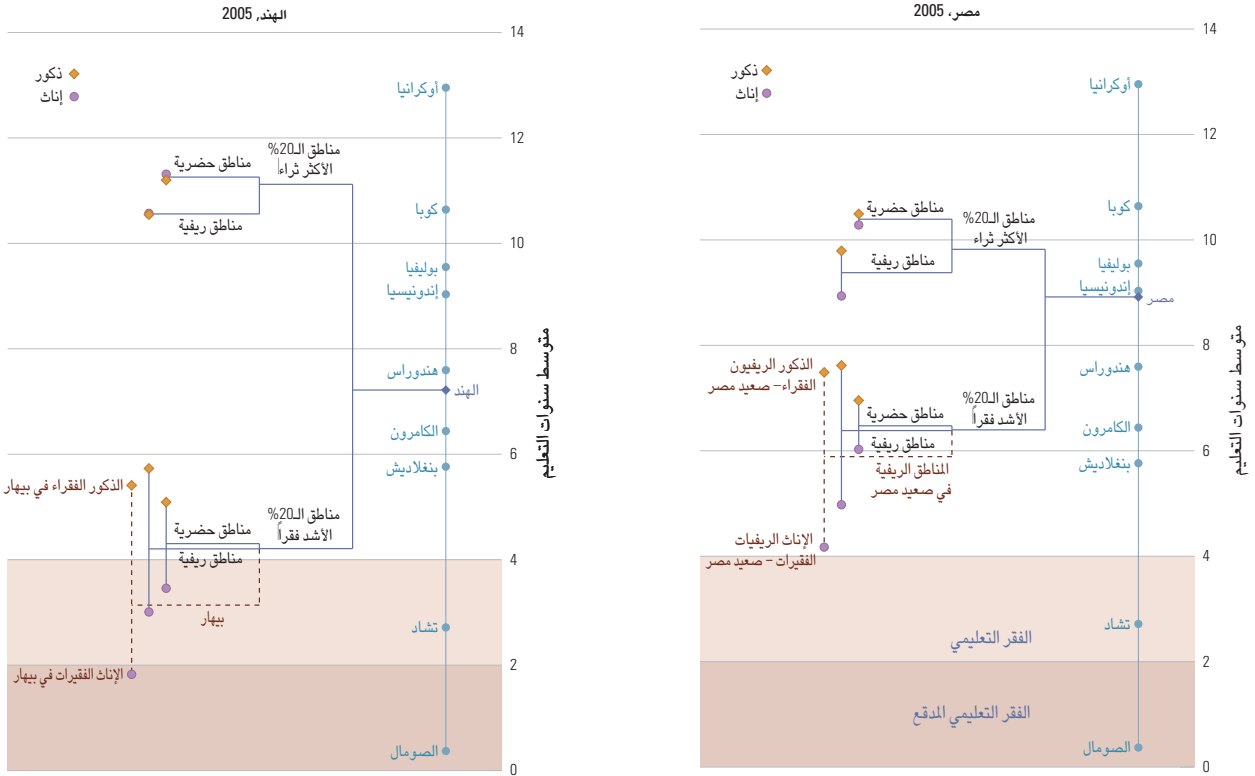 مصر، 2005
14
12
10
8
6
4
2
0
متوسط سنوات التعليم
ذكور
إناث
أوكرانيا
كوبا
بوليفيا
إندونيسيا
مصر
هندوراس
الكامرون
بنغلاديش
تشاد
الصومال
مناطق الـ20%
الأكثر ثراء
مناطق حضرية
مناطق ريفية
مناطق الـ20%
الأشد فقراً
مناطق حضرية
مناطق ريفية
المناطق الريفية
في صعيد مصر
الذكور الريفيون
الفقراء– صعيد مصر
الإناث الريفيات
الفقيرات – صعيد مصر
الفقر التعليمي
الفقر التعليمي المدقع
الهند, 2005
14
12
10
8
6
4
2
0
متوسط سنوات التعليم
ذكور
إناث
أوكرانيا
كوبا
بوليفيا
إندونيسيا
هندوراس
الهند
الكامرون
بنغلاديش
تشاد
الصومال
مناطق الـ20%
الأكثر ثراء
مناطق حضرية
مناطق ريفية
مناطق الـ20%
الأشد فقراً
مناطق حضرية
مناطق ريفية
بيهار
الذكور الفقراء في بيهار
الإناث الفقيرات في بيهار